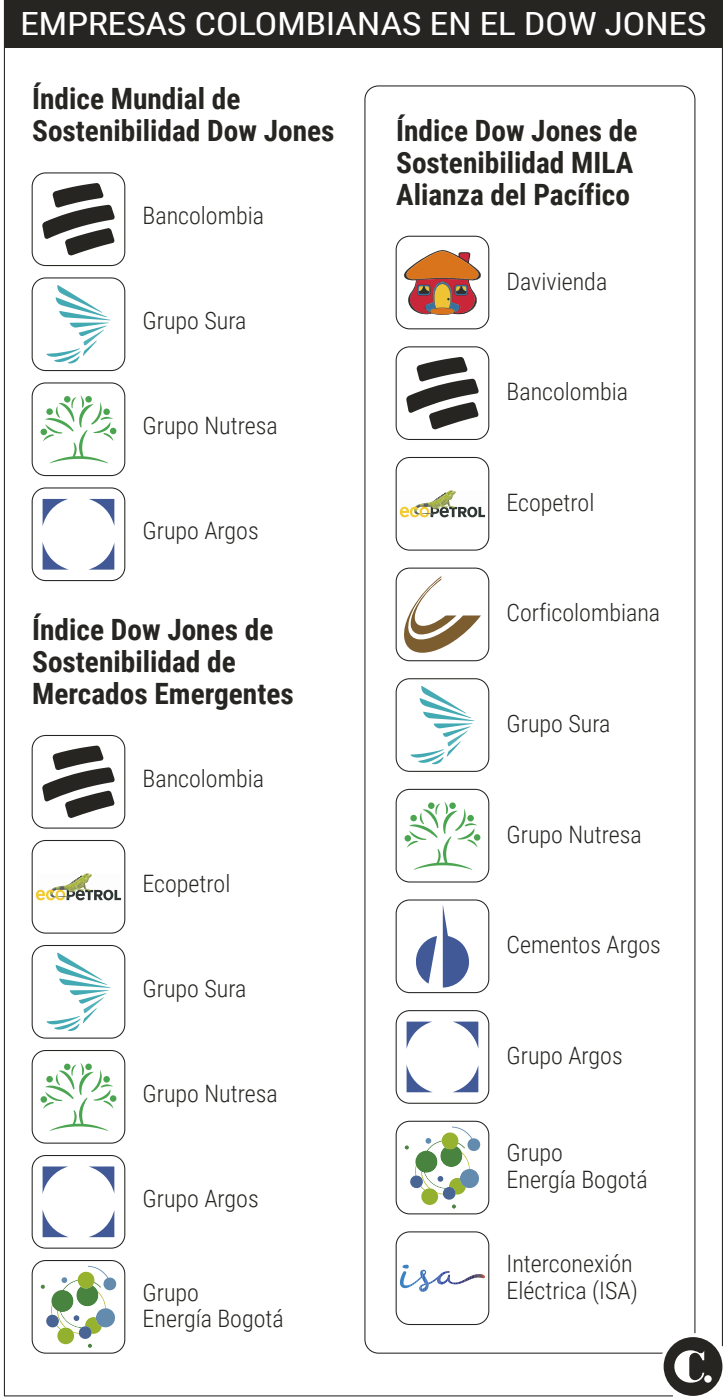 EMPRESAS COLOMBIANAS EN EL DOW JONES
Índice Mundial de
Sostenibilidad Dow Jones
Bancolombia
Grupo Sura
Grupo Nutresa
Grupo Argos
Índice Dow Jones de
Sostenibilidad de
Mercados Emergentes
Bancolombia
ecopetrol
Ecopetrol
Grupo Sura
Grupo Nutresa
Grupo Argos
Grupo
Energía Bogotá
Índice Dow Jones de
Sostenibilidad MILA
Alianza del Pacífico
Davivienda
Bancolombia
ecopetrol
Ecopetrol
Corficolombiana
Grupo Sura
Grupo Nutresa
Cementos Argos
Grupo Argos
Grupo
Energía Bogotá
isa
Interconexión
Eléctrica (ISA)
C.